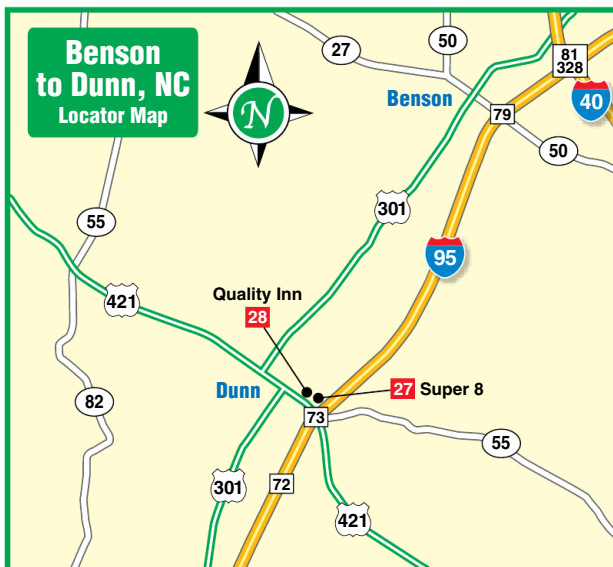 Benson
to Dunn, NC
Locator Map
N
27
50
81
328
40
Benson
79
50
55
301
95
421
Quality Inn
28
Dunn
27 Super 8
73
82
55
301
72
421